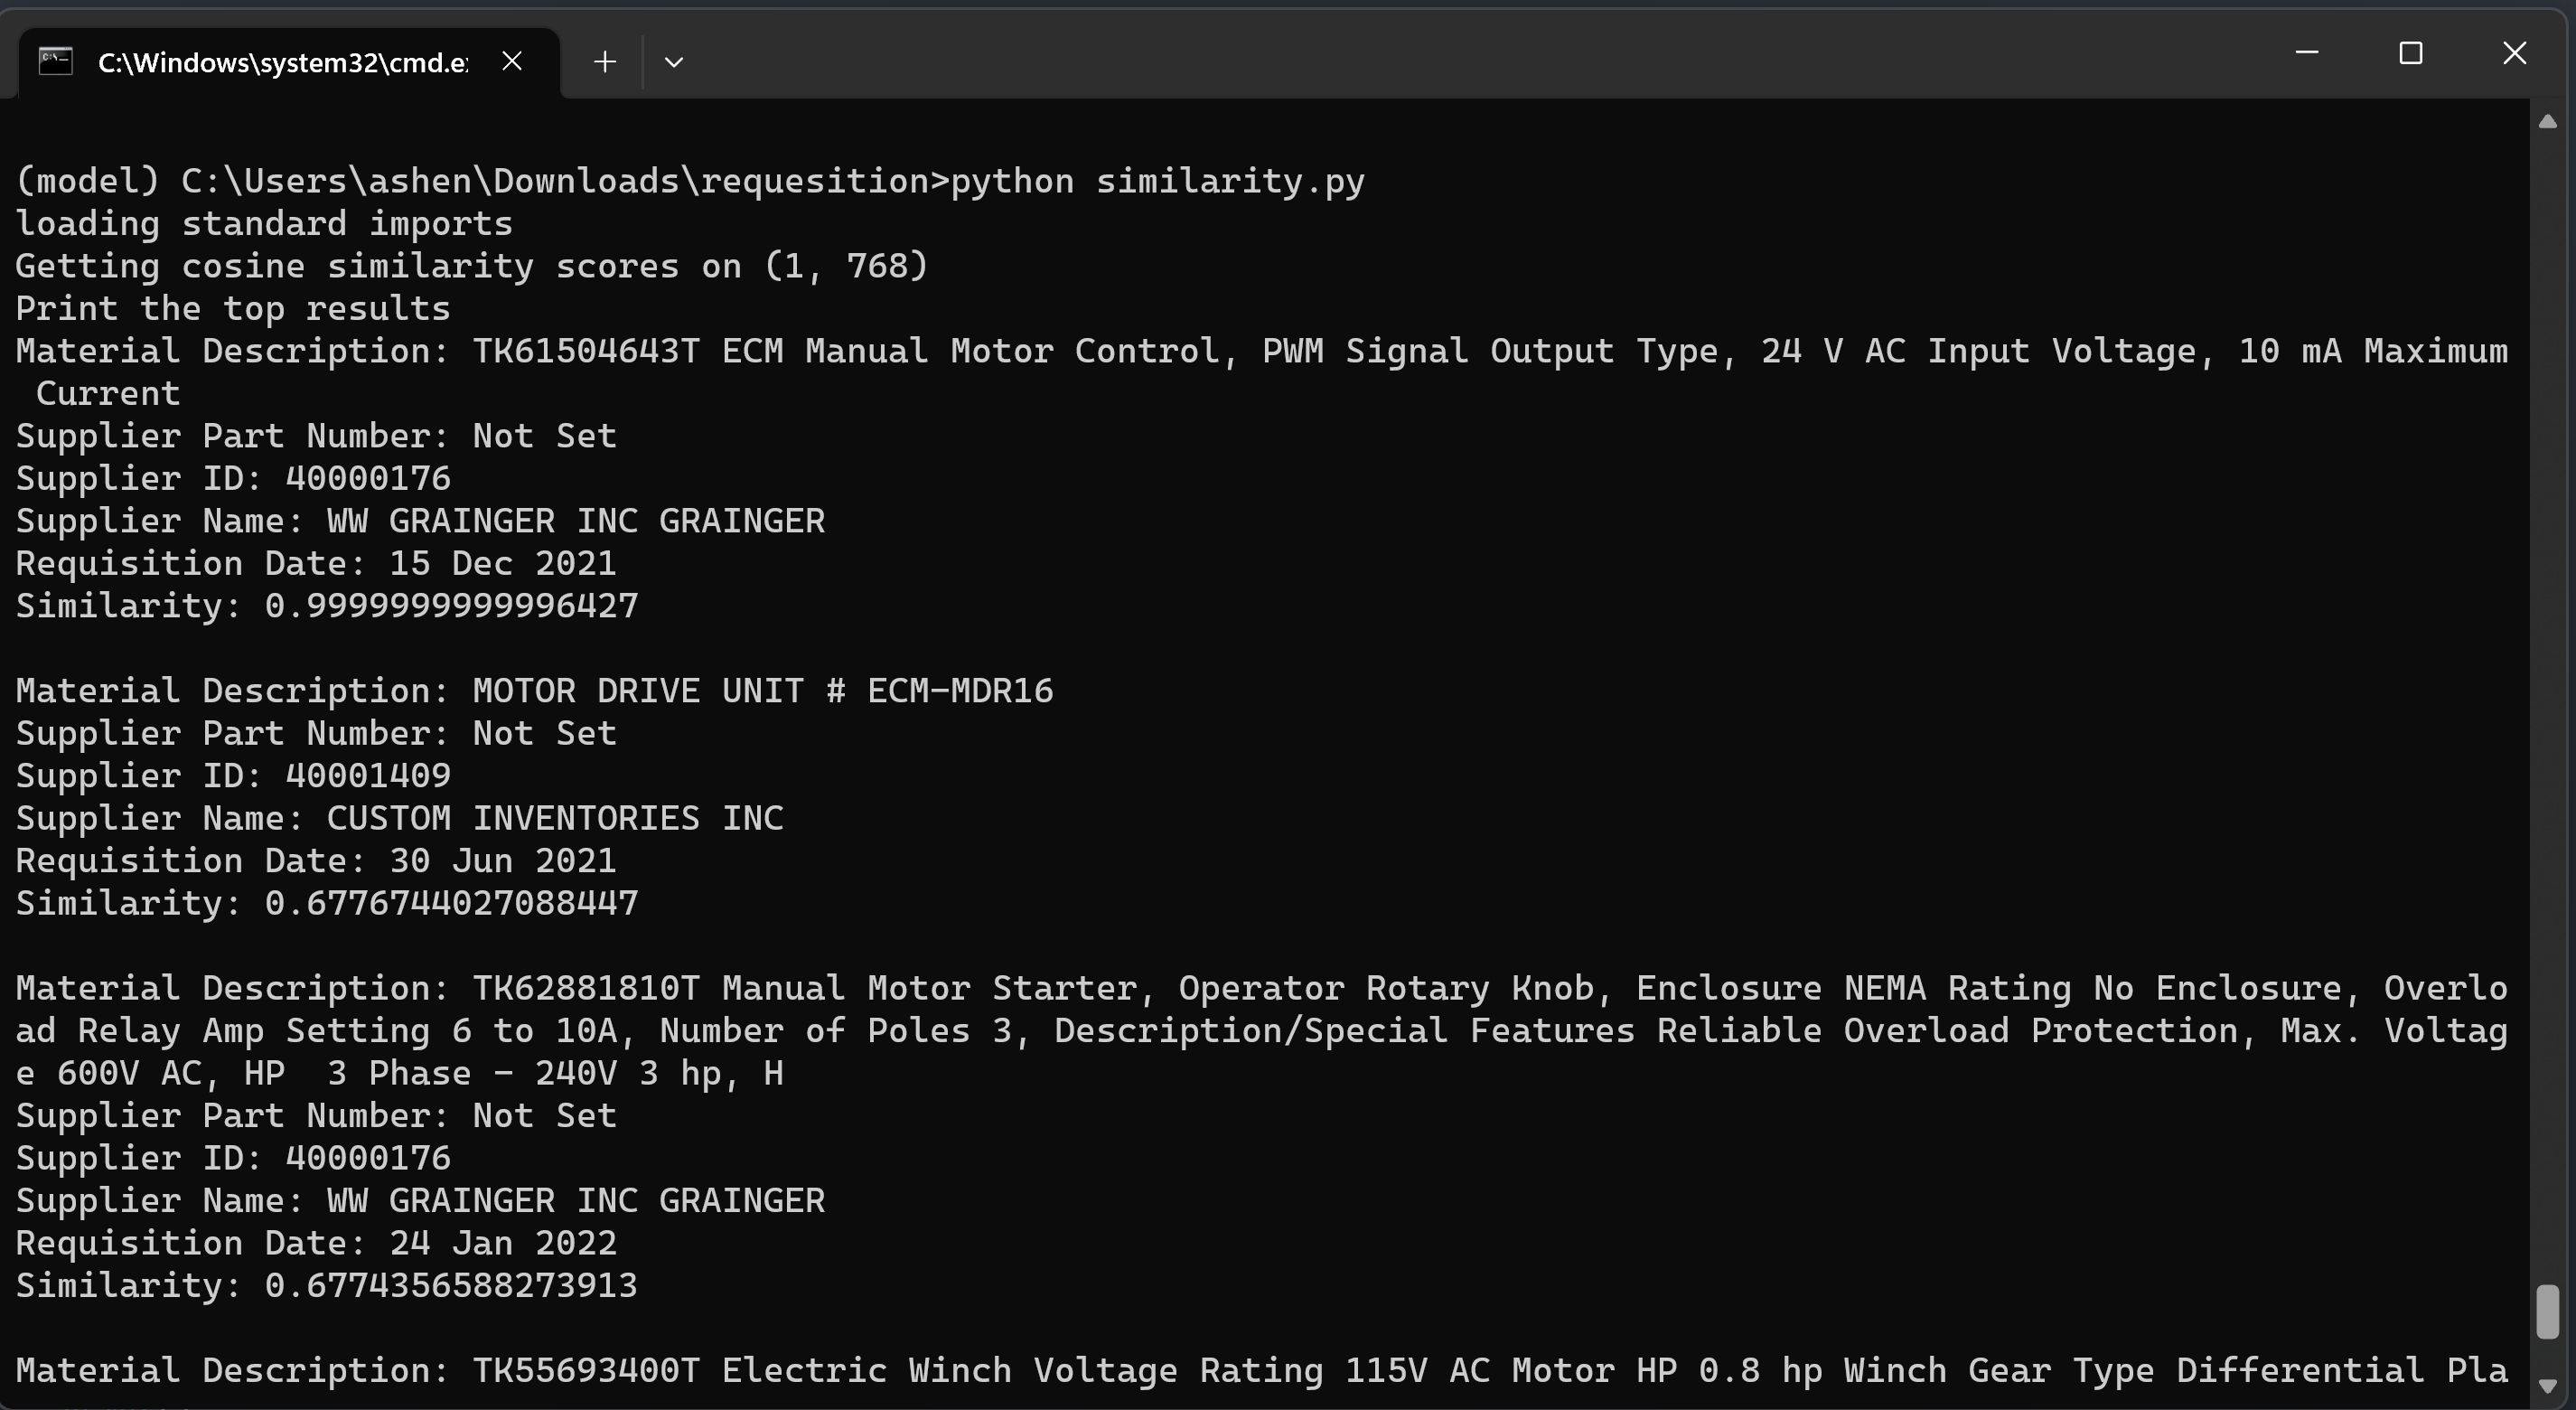 C:\Windows\system32\cmd.e
(model) C:\Users\ashen\Downloads\requesition>python similarity.py
loading standard imports
Getting cosine similarity scores on (1, 768)
Print the top results
Material Description: TK61504643T ECM Manual Motor Control, PWM Signal Output Type, 24 V AC Input Voltage, 10 mA Maximum
 Current
Supplier Part Number: Not Set
Supplier ID: 40000176
Supplier Name: WW GRAINGER INC GRAINGER
Requisition Date: 15 Dec 2021
Similarity: 0.9999999999996427
Material Description: MOTOR DRIVE UNIT # ECM-MDR16
Supplier Part Number: Not Set
Supplier ID: 40001409
Supplier Name: CUSTOM INVENTORIES INC
Requisition Date: 30 Jun 2021
Similarity: 0.6776744027088447
Material Description: TK62881810T Manual Motor Starter, Operator Rotary Knob, Enclosure NEMA Rating No Enclosure, Overlo
ad Relay Amp Setting 6 to 10A, Number of Poles 3, Description/Special Features Reliable Overload Protection, Max. Voltag
e 600V AC, HP  3 Phase - 240V 3 hp, H
Supplier Part Number: Not Set
Supplier ID: 40000176
Supplier Name: WW GRAINGER INC GRAINGER
Requisition Date: 24 Jan 2022
Similarity: 0.6774356588273913
Material Description: TK55693400T Electric Winch Voltage Rating 115V AC Motor HP 0.8 hp Winch Gear Type Differential Pla